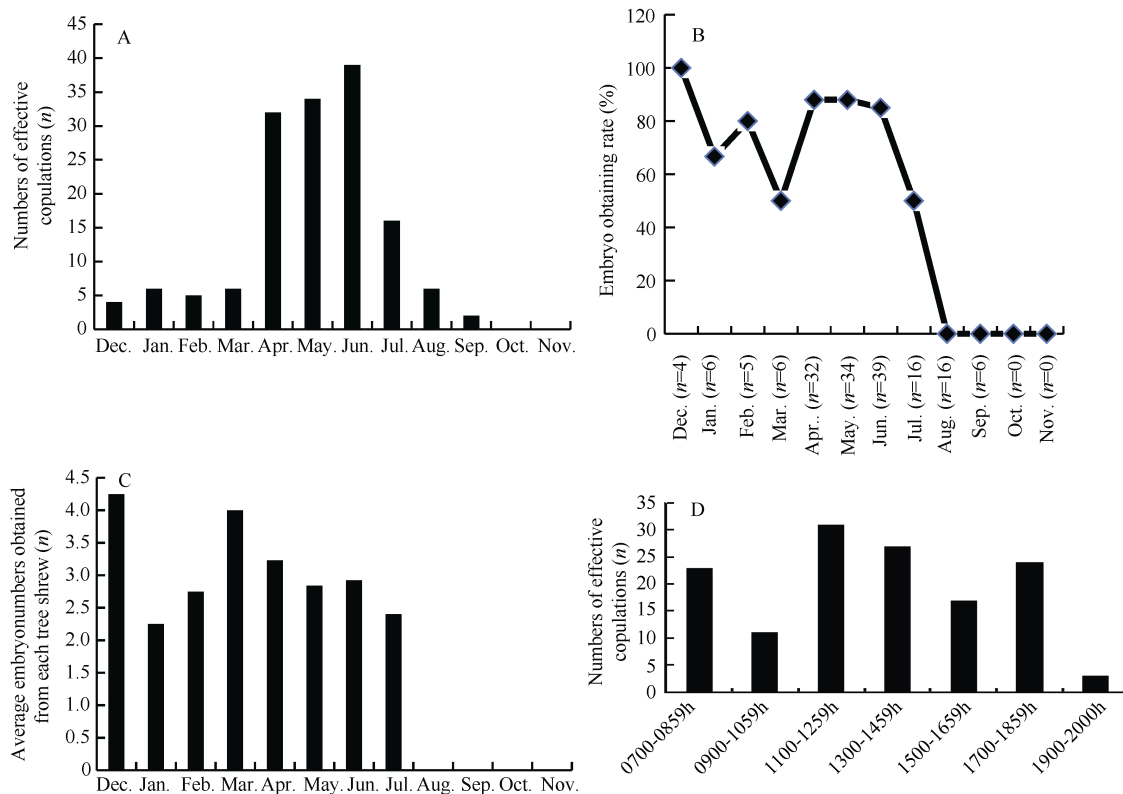 A
Numbers of effective
copulations (n)
45
40
35
30
25
20
15
10
5
0
Dec. Jan. Feb. Mar. Apr. May. Jun. Jul. Aug. Sep. Oct. Nov.
B
Embryo obtaining rate (%)
120
100
80
60
40
20
0
Dec. (n=4)
Jan. (n=6)
Feb. (n=5)
Mar. (n=6)
Apr.. (n=32)
May. (n=34)
Jun. (n=39)
Jul. (n=16)
Aug. (n=16)
Sep. (n=6)
Oct. (n=0)
Nov. (n=0)
C
Average embryonumbers obtained
from each tree shrew (n)
4.5
4.0
3.5
3.0
2.5
2.0
1.5
1.0
0.5
0
Dec. Jan. Feb. Mar. Apr. May. Jun. Jul. Aug. Sep. Oct. Nov.
D
Numbers of effective
copulations (n)
35
30
25
20
15
10
5
0
0700-0859h
0900-1059h
1100-1259h
1300-1459h
1500-1659h
1700-1859h
1900-2000h